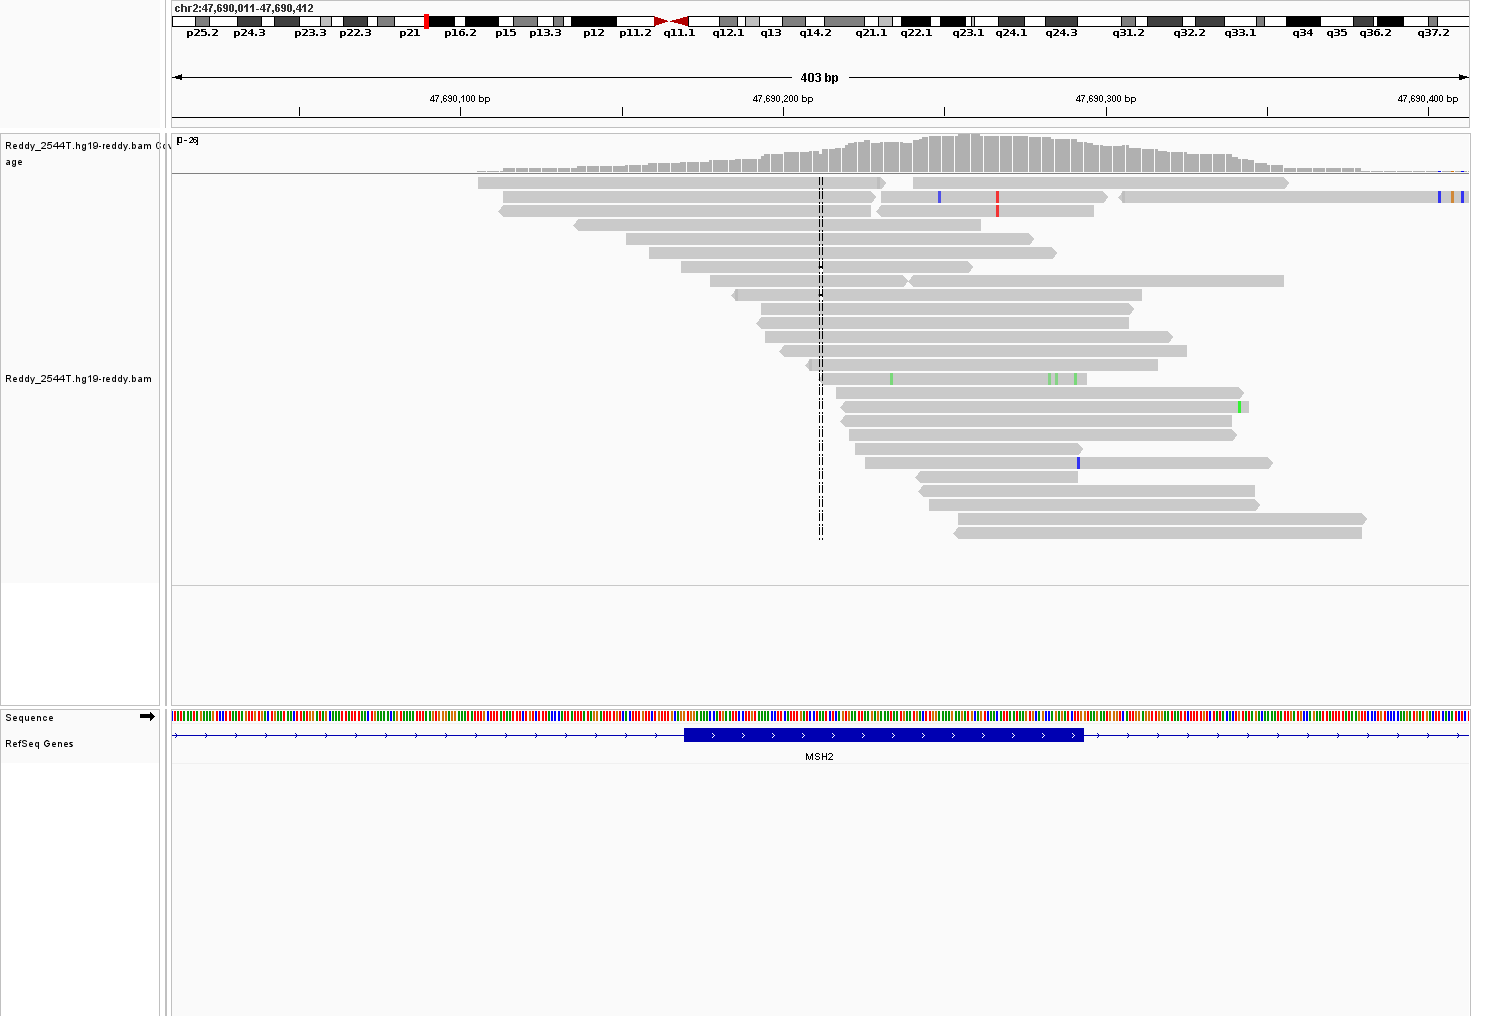 chr2:47,690,011-47,690,412
p25.2 p24.3 p23.3 p22.3 p21 p16.2 p15 p13.3 p12 p11.2 q11.1 q12.1 q13 q14.2 q21.1 q22.1 q23.1 q24.1 q24.3 q31.2 q32.2 q33.1 q34 q35 q36.2 q37.2
403 bp
47,690,100 bp 47,690,200 bp 47,690,300 bp 47,690,400 bp
[0-26]
Reddy_2544T.hg19-reddy.bam Cov
age
Reddy_2544T.hg19-reddy.bam
Sequence
RefSeq Genes
MSH2